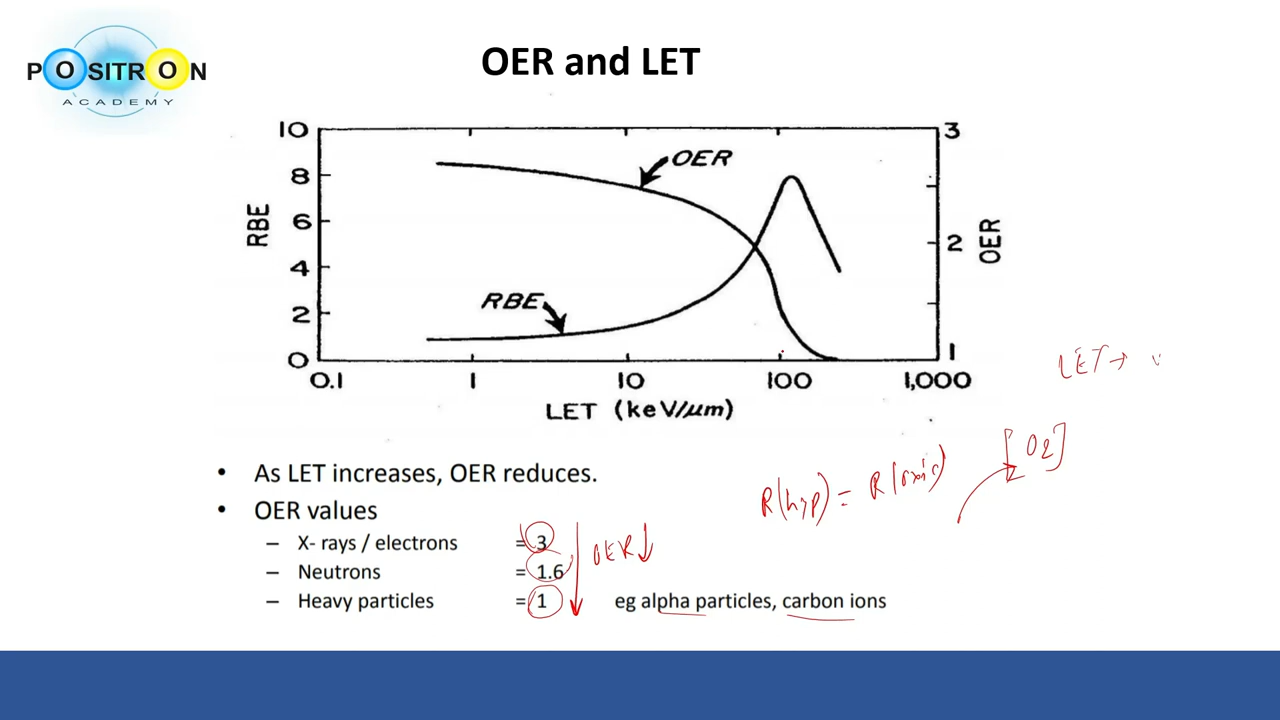 POSITRON
ACADEMY
OER and LET
10
8
6
4
2
0
RBE
OER
RBE
3
2
1
OER
0.1
1
10
100
1,000
LET (keV/μm)
LET →
[O2]
R(hyp) = R(oxic)
• As LET increases, OER reduces.
• OER values
– X- rays / electrons = 3
OER↓
– Neutrons = 1.6
– Heavy particles = 1 eg alpha particles, carbon ions